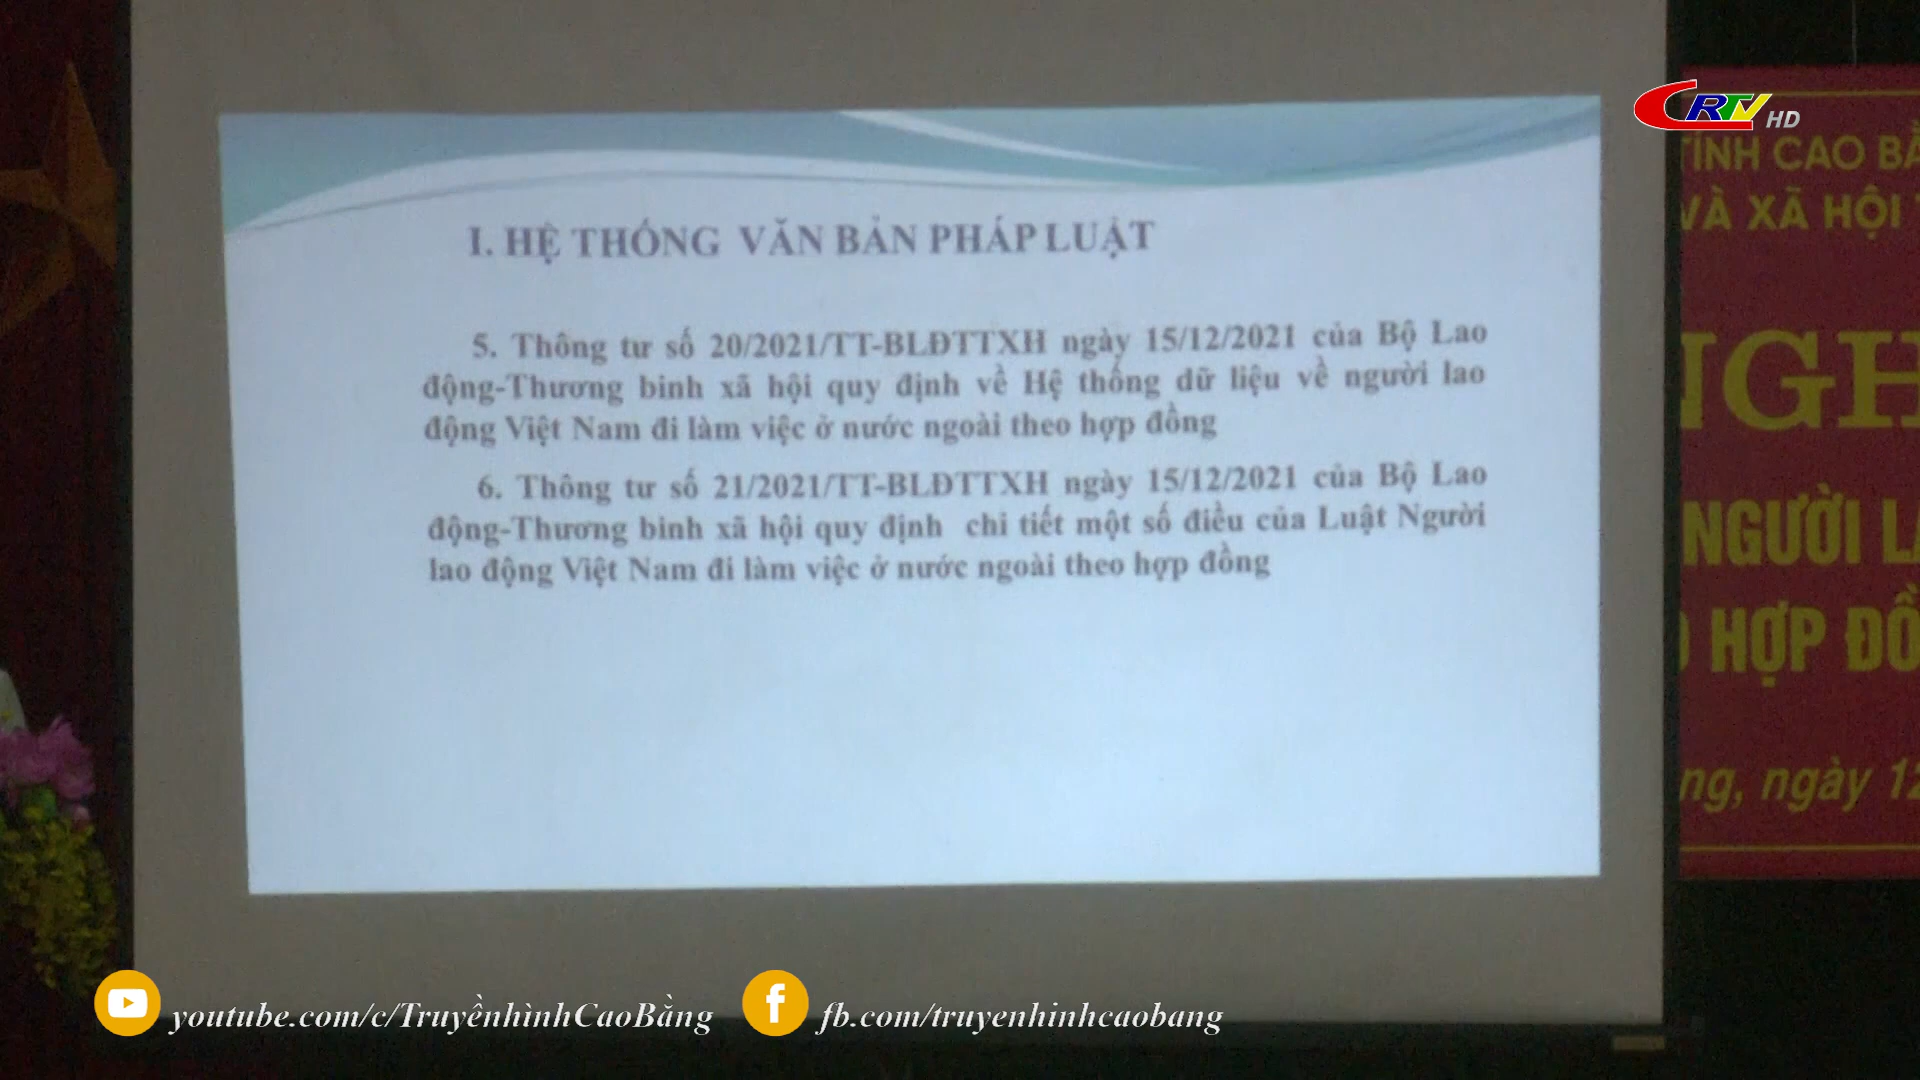 CRTV HD
TỈNH CAO BẰ
VÀ XÃ HỘI
I. HỆ THỐNG VĂN BẢN PHÁP LUẬT
5. Thông tư số 20/2021/TT-BLĐTTXH ngày 15/12/2021 của Bộ Lao
động-Thương binh xã hội quy định về Hệ thống dữ liệu về người lao
động Việt Nam đi làm việc ở nước ngoài theo hợp đồng
6. Thông tư số 21/2021/TT-BLĐTTXH ngày 15/12/2021 của Bộ Lao
động-Thương binh xã hội quy định chi tiết một số điều của Luật Người
lao động Việt Nam đi làm việc ở nước ngoài theo hợp đồng
NGH
NGƯỜI LA
HỢP ĐỒ
ng, ngày 12
youtube.com/c/TruyềnhìnhCaoBằng
fb.com/truyenhinhcaobang